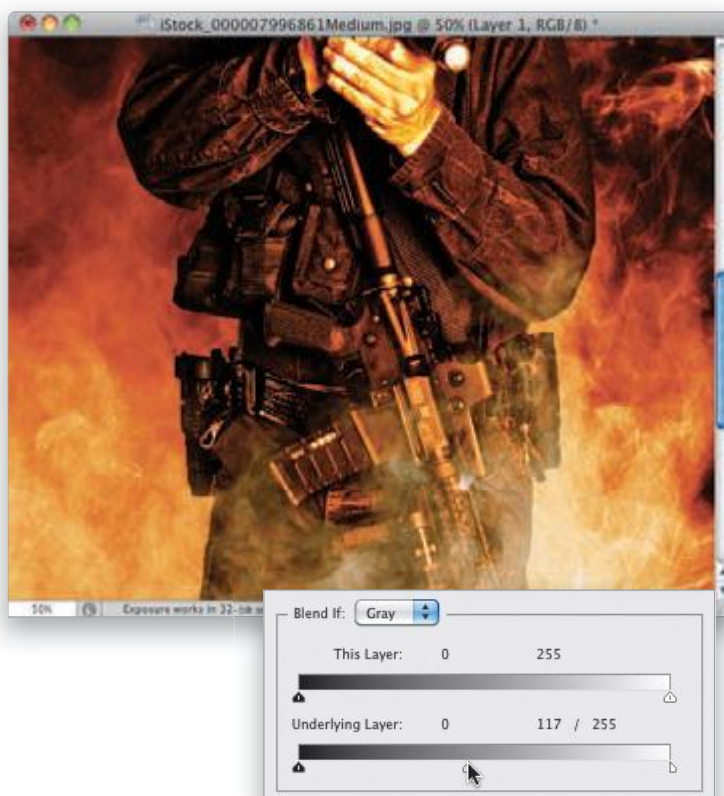 iStock_000007996861Medium.jpg @ 50% (Layer 1, RGB/8) *
50% Exposure works in 32-bit
Blend If: Gray
This Layer: 0 255
Underlying Layer: 0 117 / 255